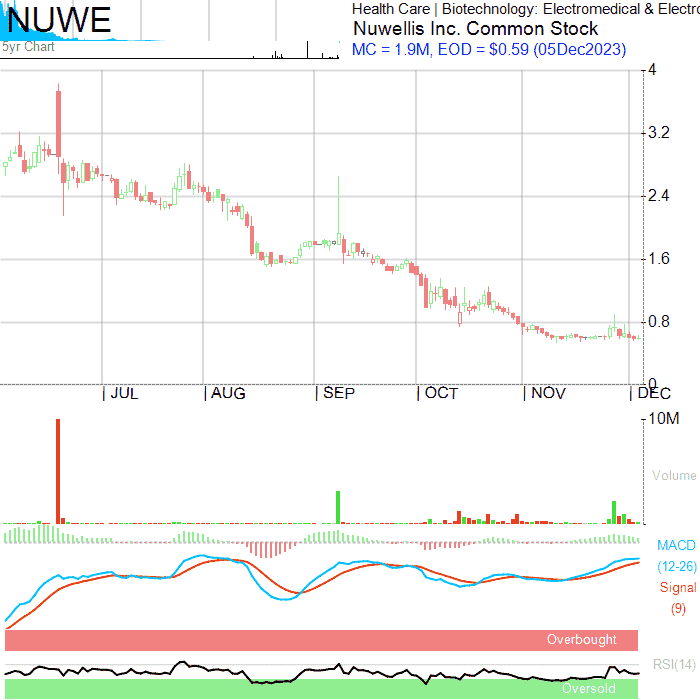 NUWE
Health Care | Biotechnology: Electromedical & Electro
Nuwellis Inc. Common Stock
5yr Chart
MC = 1.9M, EOD = $0.59 (05Dec2023)
4
3.2
2.4
1.6
0.8
0
| JUL | AUG | SEP | OCT | NOV | DEC
10M
Volume
MACD
(12-26)
Signal
(9)
Overbought
RSI(14)
Oversold